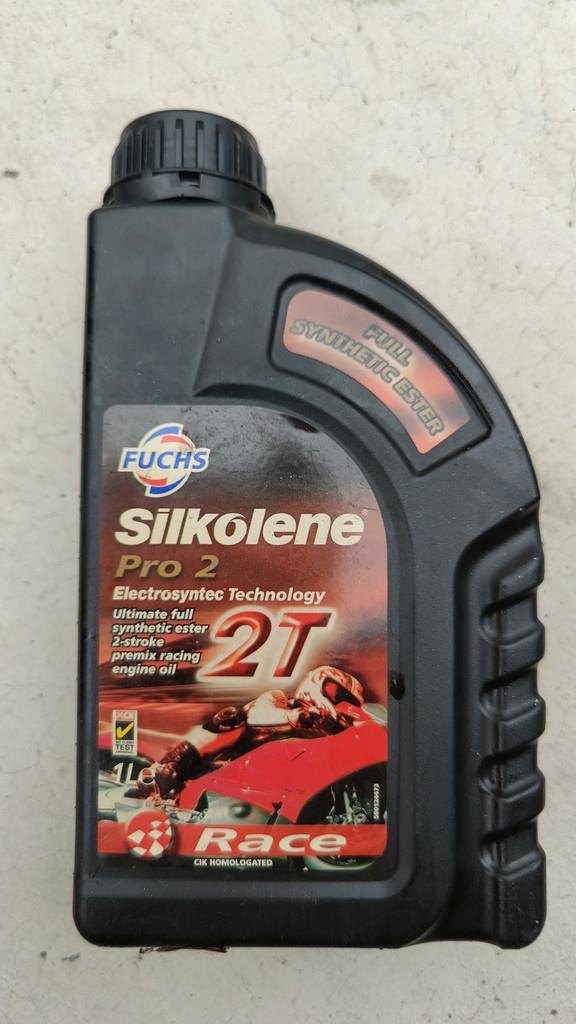 FULL
SYNTHETIC ESTER
FUCHS
Silkolene®
Pro 2
Electrosyntec Technology
Ultimate full
synthetic ester
2-stroke
premix racing
engine oil
2T
MCN
TEST
1L e
Race
CIK HOMOLOGATED